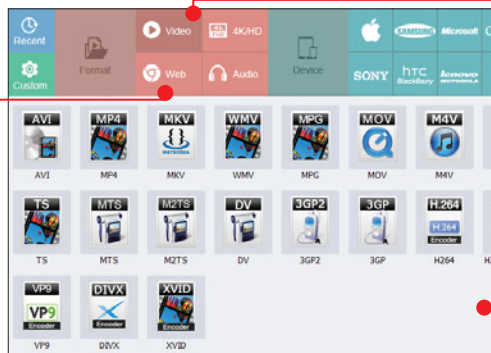 Recent
Custom
Format
Video
4K/HD
Web
Audio
Device
SAMSUNG
Microsoft
SONY
hTC
BlackBerry
lenovo
MOTOROLA
AVI
MP4
MKV
MATROŠKA
WMV
MPG
MOV
M4V
AVI
MP4
MKV
WMV
MPG
MOV
M4V
TS
MTS
M2TS
DV
3GP2
3GP
H.264
H.264
Encoder
TS
MTS
M2TS
DV
3GP2
3GP
H264
VP9
VP9
Encoder
DIVX
Encoder
XVID
Encoder
VP9
DIVX
XVID